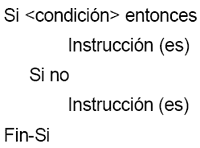 Si <condición> entonces
Instrucción (es)
Si no
Instrucción (es)
Fin-Si